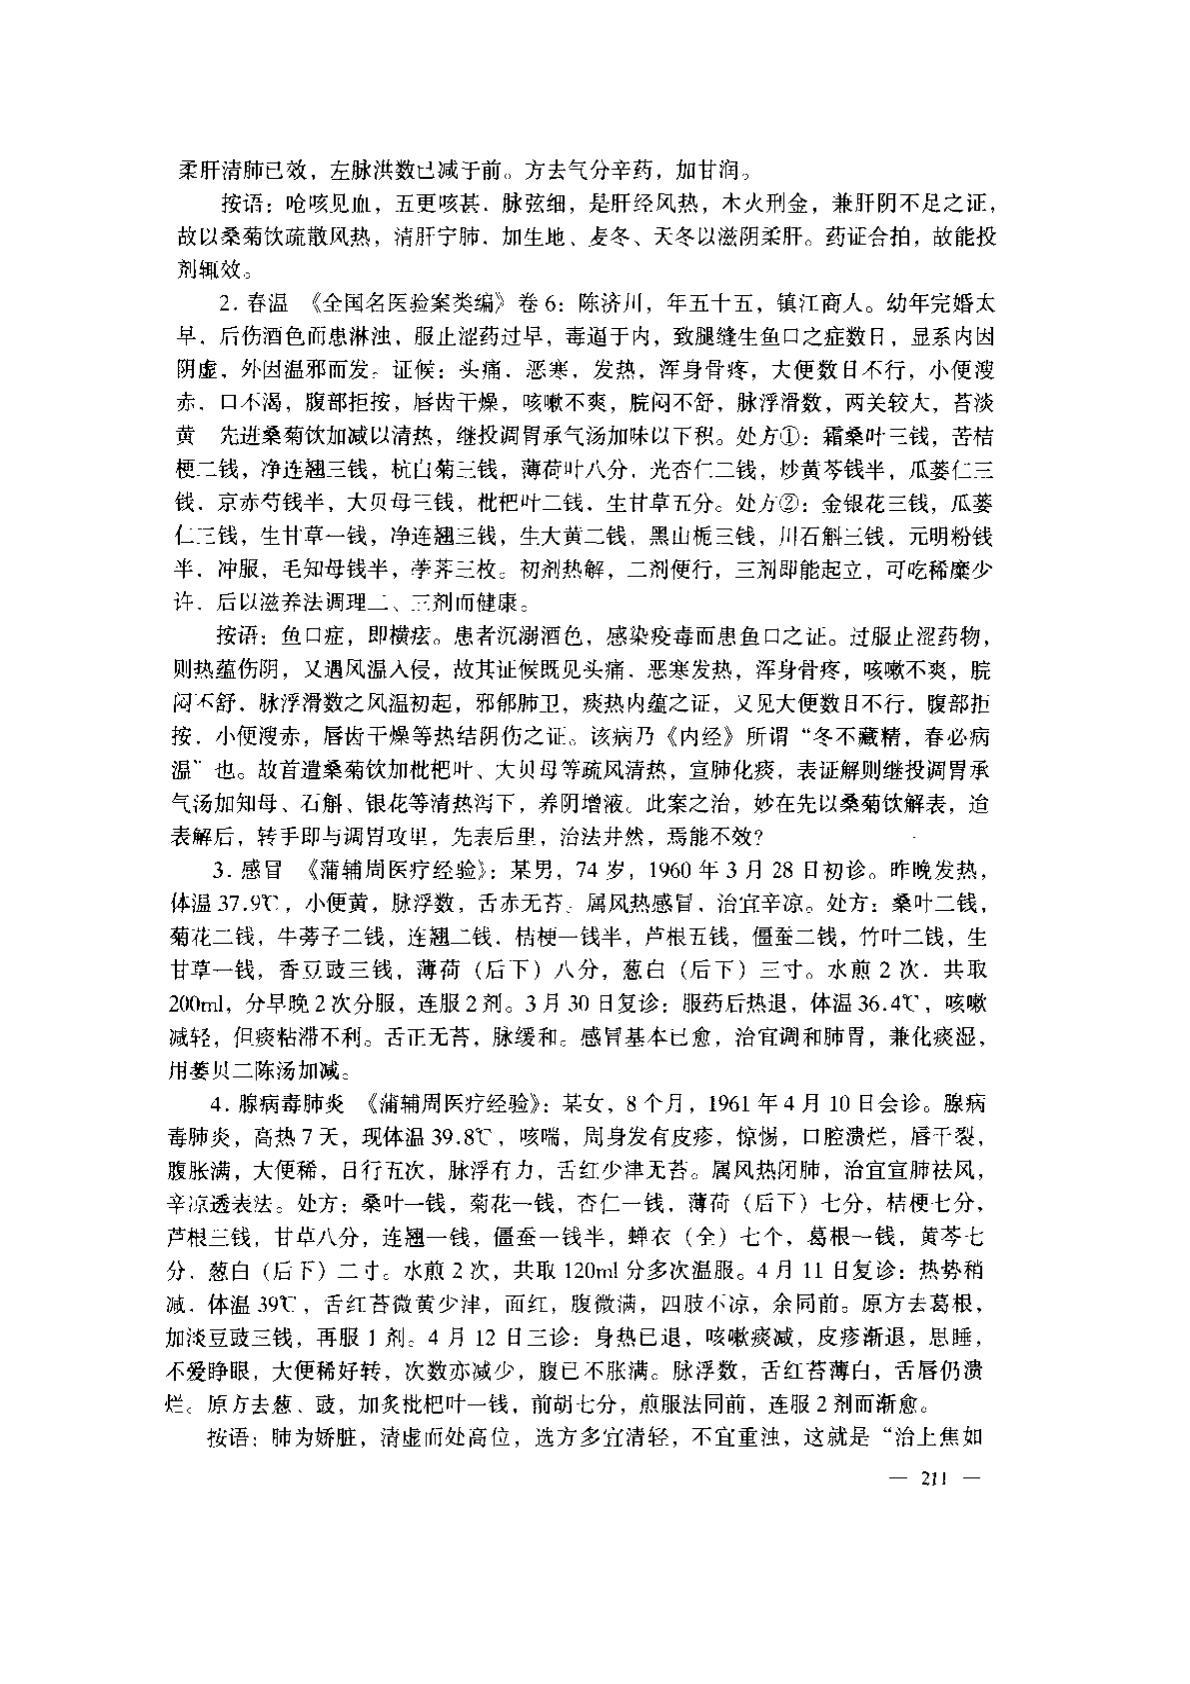 柔肝清肺已效，左脉洪数已减于前。方去气分辛药，加甘润。
按语：呛咳见血，五更咳甚．脉弦细，是肝经风热，木火刑金，兼肝阴不足之证，
故以桑菊饮疏散风热，清肝宁肺．加生地、麦冬、天冬以滋阴柔肝。药证合拍，故能投
剂辄效。
2．春温 《全国名医验案类编》卷6：陈济川，年五十五，镇江商人。幼年完婚太
早．后伤酒色而患淋浊，服止涩药过早，毒逼于内，致腿缝生鱼口之症数日，显系内因
阴虚．外因温邪而发。证候：头痛．恶寒．发热，浑身骨疼，大便数日不行，小便溲
赤．口不渴，腹部拒按，唇齿干燥，咳嗽不爽，脘闷不舒，脉浮滑数，两关较大，苔淡
黄 先进桑菊饮加减以清热，继投调胃承气汤加味以下积。处方①：霜桑叶三钱，苦桔
梗二钱，净连翘三钱，杭白菊三钱，薄荷叶八分．光杏仁二钱，炒黄芩钱半，瓜蒌仁三
钱．京赤芍钱半，大贝母三钱，枇杷叶二钱．生甘草五分。处方②：金银花三钱，瓜蒌
仁三钱，生甘草一钱，净连翘三钱，生大黄二钱．黑山栀三钱，川石斛三钱，元明粉钱
半．冲服，毛知母钱半，荸荠三枚。初剂热解，二剂便行，三剂即能起立，可吃稀糜少
许．后以滋养法调理二、三剂而健康。
按语：鱼口症，即横痃。患者沉溺酒色，感染疫毒而患鱼口之证。过服止涩药物，
则热蕴伤阴，又遇风温入侵，故其证候既见头痛．恶寒发热，浑身骨疼，咳嗽不爽，脘
闷不舒．脉浮滑数之风温初起，邪郁肺卫，痰热内蕴之证，又见大便数日不行，腹部拒
按．小便溲赤，唇齿干燥等热结阴伤之证。该病乃《内经》所谓“冬不藏精，春必病
温”也。故首遣桑菊饮加枇杷叶、大贝母等疏风清热，宣肺化痰，表证解则继投调胃承
气汤加知母、石斛、银花等清热泻下，养阴增液。此案之治，妙在先以桑菊饮解表，迨
表解后，转手即与调胃攻里，先表后里，治法井然，焉能不效？
3．感冒 《蒲辅周医疗经验》：某男，74岁，1960年3月28日初诊。昨晚发热，
体温37.9℃，小便黄，脉浮数，舌赤无苔．属风热感冒．治宜辛凉。处方：桑叶二钱，
菊花二钱，牛蒡子二钱，连翘二钱．桔梗一钱半，芦根五钱，僵蚕二钱，竹叶二钱，生
甘草一钱，香豆豉三钱，薄荷（后下）八分，葱白（后下）三寸。水煎2次．共取
200ml，分早晚2次分服，连服2剂。3月30日复诊：服药后热退，体温36.4℃，咳嗽
减轻，但痰粘滞不利。舌正无苔，脉缓和。感冒基本已愈，治宜调和肺胃，兼化痰湿，
用蒌贝二陈汤加减。
4．腺病毒肺炎 《蒲辅周医疗经验》：某女，8个月，1961年4月10日会诊。腺病
毒肺炎，高热7天，现体温39.8℃，咳喘，周身发有皮疹，惊惕，口腔溃烂，唇干裂，
腹胀满，大便稀，日行五次，脉浮有力，舌红少津无苔。属风热闭肺，治宜宣肺祛风，
辛凉透表法。处方：桑叶一钱，菊花一钱，杏仁一钱，薄荷（后下）七分，桔梗七分，
芦根三钱，甘草八分，连翘一钱，僵蚕一钱半，蝉衣（全）七个，葛根一钱，黄芩七
分．葱白（后下）二寸。水煎2次，共取120ml分多次温服。4月11日复诊：热势稍
减．体温39℃，舌红苔微黄少津，面红，腹微满，四肢不凉，余同前。原方去葛根，
加淡豆豉三钱，再服1剂。4月12日三诊：身热已退，咳嗽痰减，皮疹渐退，思睡，
不爱睁眼，大便稀好转，次数亦减少，腹已不胀满。脉浮数，舌红苔薄白，舌唇仍溃
烂。原方去葱、豉，加炙枇杷叶一钱，前胡七分，煎服法同前，连服2剂而渐愈。
按语：肺为娇脏，清虚而处高位，选方多宜清轻，不宜重浊，这就是“治上焦如
— 211 —